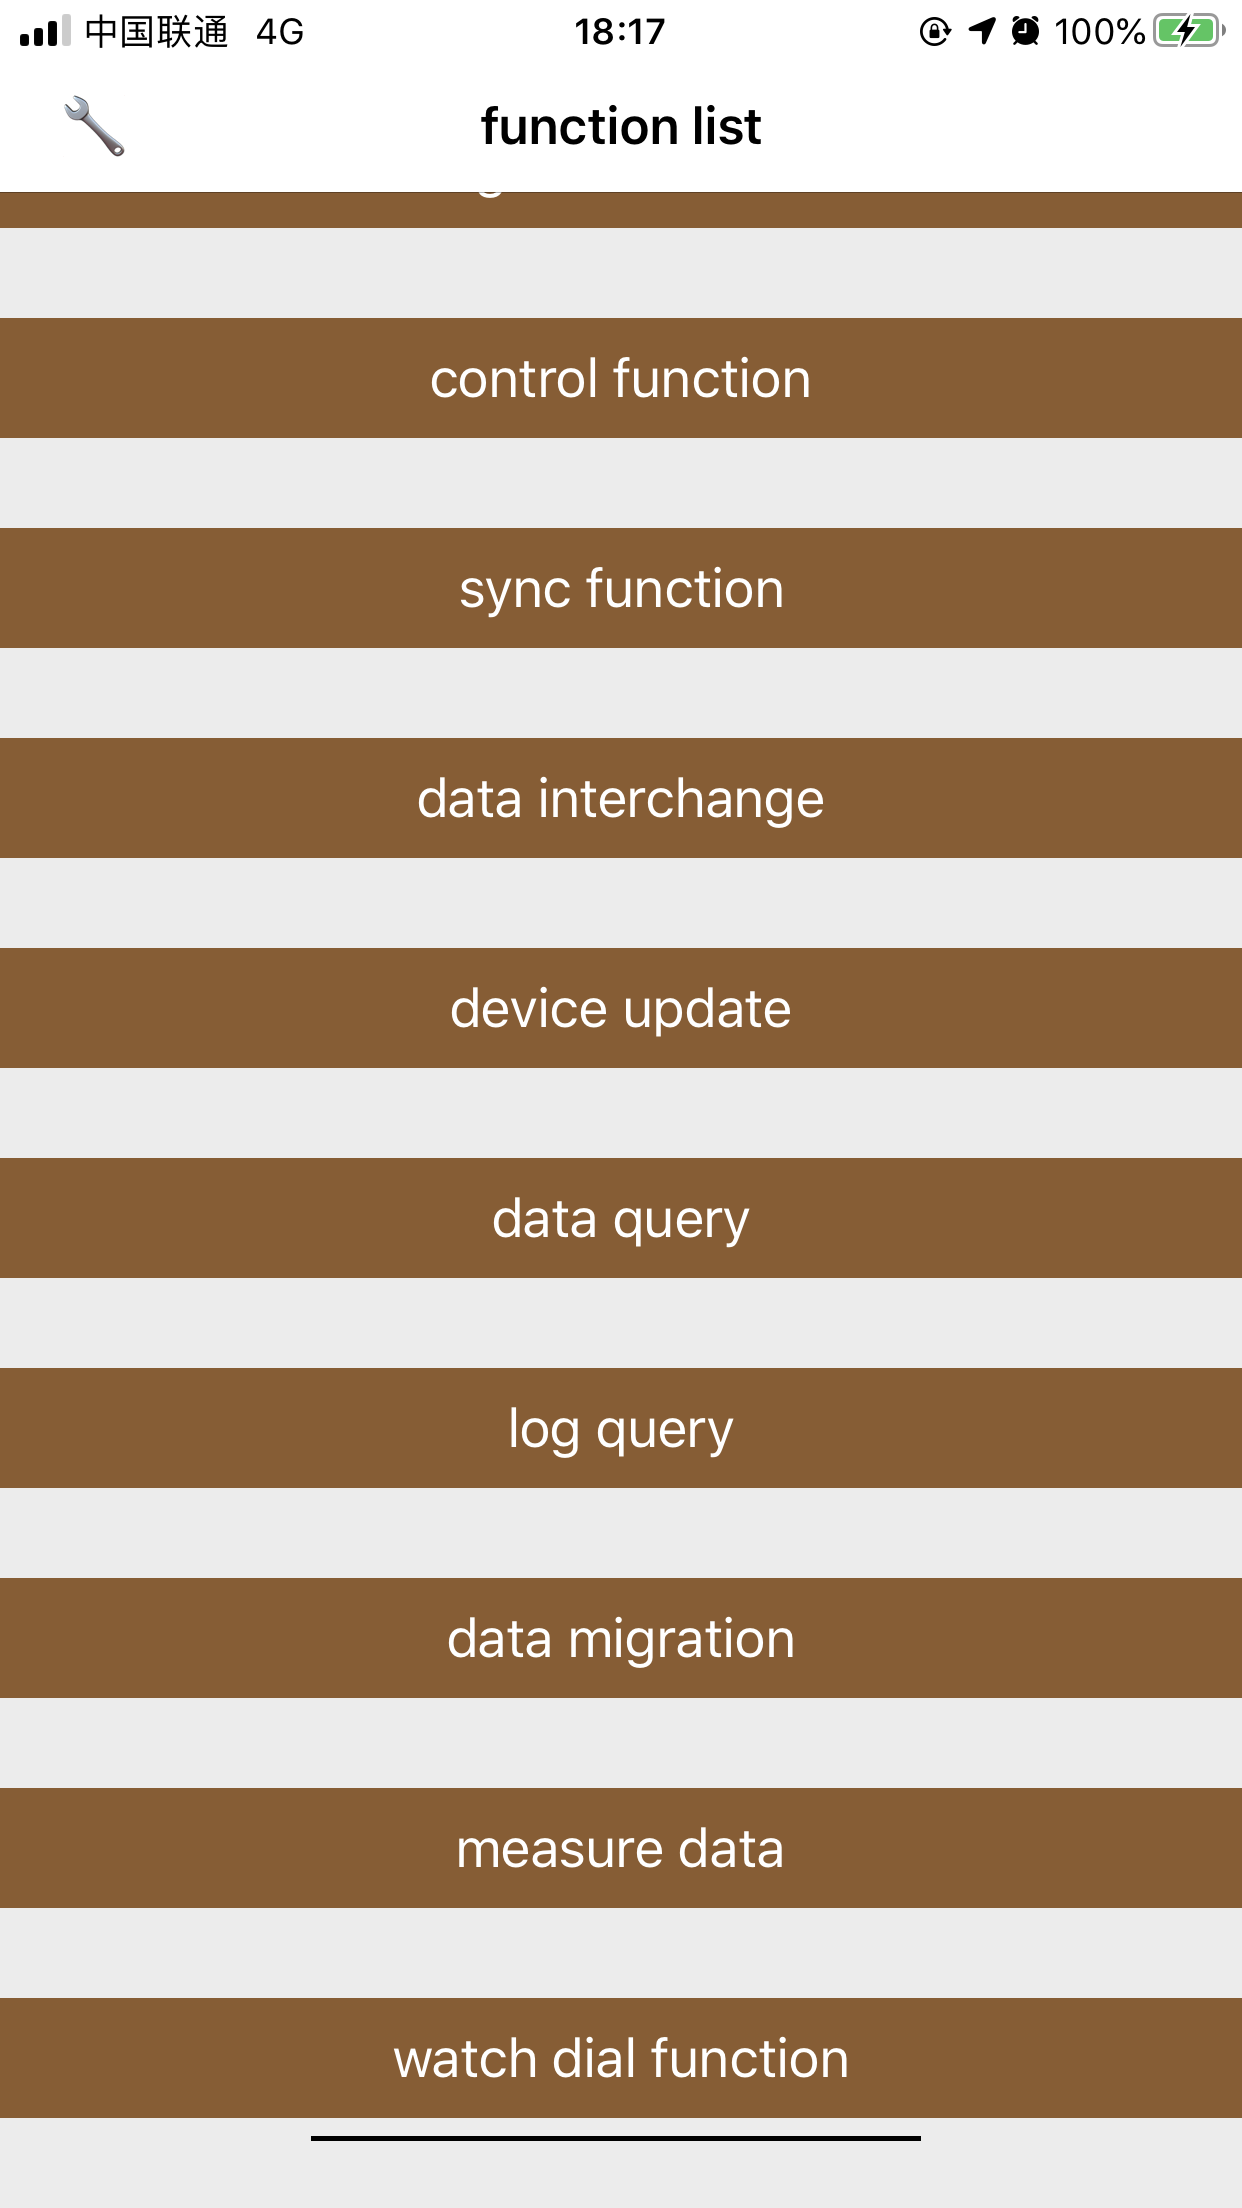 中国联通 4G 18:17 100%
function list
control function
sync function
data interchange
device update
data query
log query
data migration
measure data
watch dial function